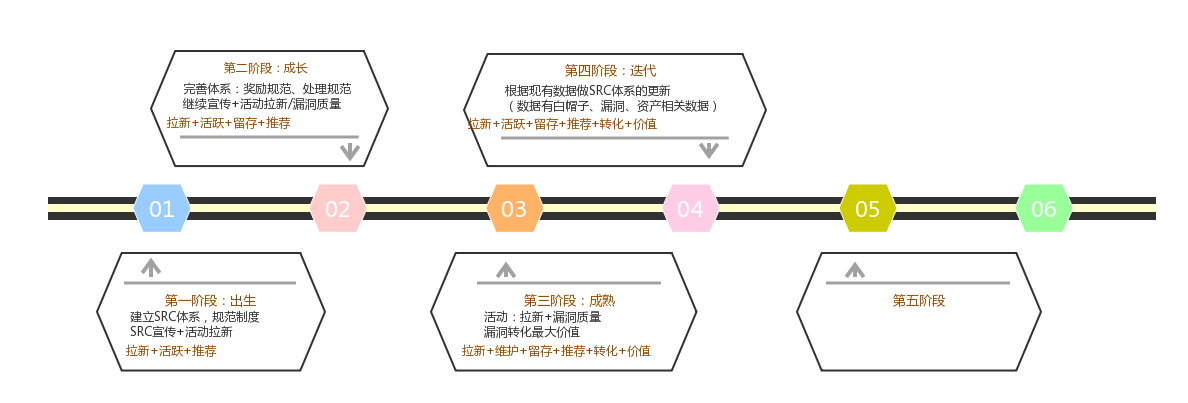 第二阶段：成长
完善体系：奖励规范、处理规范
继续宣传+活动拉新/漏洞质量
拉新+活跃+留存+推荐
第四阶段：迭代
根据现有数据做SRC体系的更新
（数据有白帽子、漏洞、资产相关数据）
拉新+活跃+留存+推荐+转化+价值
01
02
03
04
05
06
第一阶段：出生
建立SRC体系，规范制度
SRC宣传+活动拉新
拉新+活跃+推荐
第三阶段：成熟
活动：拉新+漏洞质量
漏洞转化最大价值
拉新+维护+留存+推荐+转化+价值
第五阶段